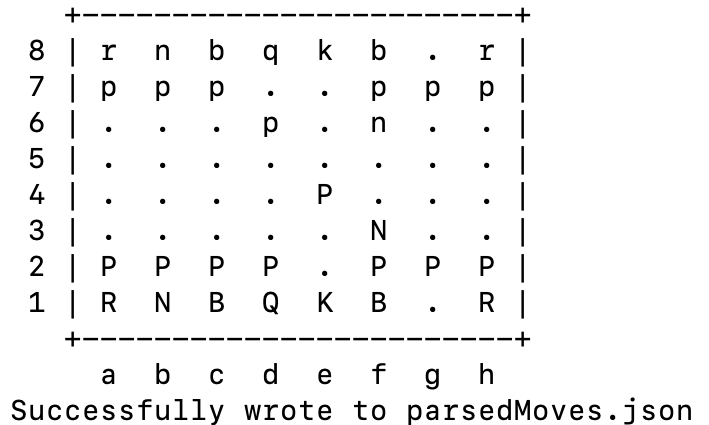 +------------------------+
8 | r n b q k b . r |
7 | p p p . . p p p |
6 | . . . p . n . . |
5 | . . . . . . . . |
4 | . . . . P . . . |
3 | . . . . . N . . |
2 | P P P P . P P P |
1 | R N B Q K B . R |
+------------------------+
a b c d e f g h
Successfully wrote to parsedMoves.json